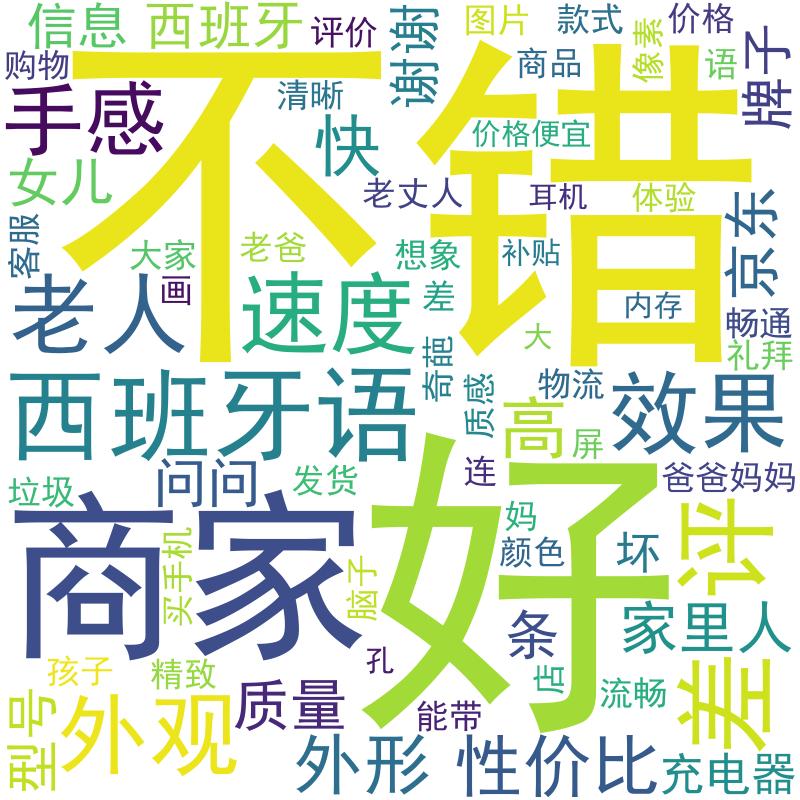 信息
西班牙
评价
谢谢
图片
款式
价格
购物
不错
清晰
商品
像素
语
牌子
手感
快
价格便宜
女儿
老丈人
耳机
体验
京东
客服
大家
老爸
想象
补贴
画
老人
速度
差
内存
畅通
大
礼拜
奇葩
西班牙语
质感
物流
效果
高
屏
垃圾
问问
发货
连
爸爸妈妈
商家
好
妈
差评
买手机
脑子
颜色
坏
条
家里人
孔
孩子
精致
店
流畅
型号
外观
质量
能带
外形
性价比
充电器